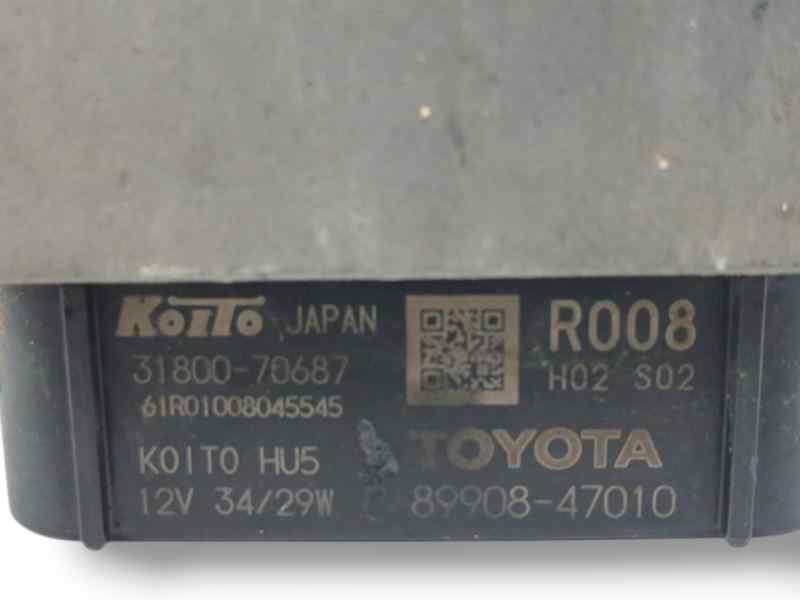 KOITO JAPAN
R008
31800-70687
H02 S02
61R01008045545
KOITO HU5
TOYOTA
12V 34/29W
89908-47010